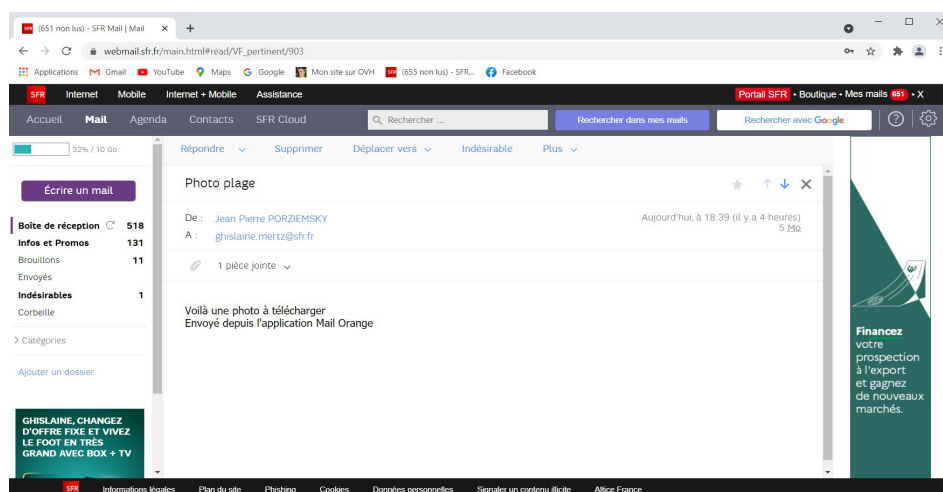 (651 non lus) - SFR Mail | Mail
webmail.sfr.fr/main.html#read/VF_pertinent/903
Applications Gmail YouTube Maps Google Mon site sur OVH (655 non lus) - SFR... Facebook
SFR Internet Mobile Internet + Mobile Assistance Portail SFR • Boutique • Mes mails 651 • X
Accueil Mail Agenda Contacts SFR Cloud Rechercher ... Rechercher dans mes mails Rechercher avec Google
32% / 10 Go Répondre Supprimer Déplacer vers Indésirable Plus
Écrire un mail
Photo plage
De : Jean Pierre PORZIEMSKY Aujourd'hui, à 18:39 (il y a 4 heures)
A : ghislaine.mertz@sfr.fr 5 Mo
1 pièce jointe
Boîte de réception 518
Infos et Promos 131
Brouillons 11
Envoyés
Indésirables 1
Corbeille
> Catégories
Ajouter un dossier
Voilà une photo à télécharger
Envoyé depuis l'application Mail Orange
Financez
votre
prospection
à l'export
et gagnez
de nouveaux
marchés.
GHISLAINE, CHANGEZ
D'OFFRE FIXE ET VIVEZ
LE FOOT EN TRÈS
GRAND AVEC BOX + TV
SFR Informations légales Plan du site Phishing Cookies Données personnelles Signaler un contenu illicite Altice France